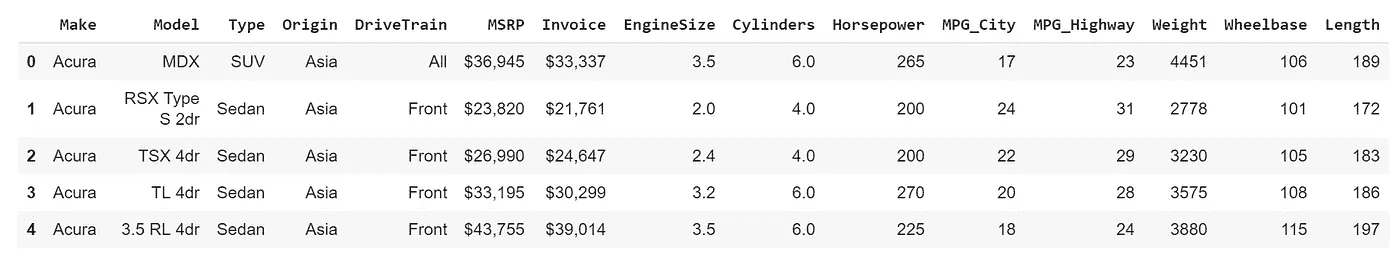 Make Model Type Origin DriveTrain MSRP Invoice EngineSize Cylinders Horsepower MPG_City MPG_Highway Weight Wheelbase Length
0 Acura MDX SUV Asia All $36,945 $33,337 3.5 6.0 265 17 23 4451 106 189
1 Acura RSX Type S 2dr Sedan Asia Front $23,820 $21,761 2.0 4.0 200 24 31 2778 101 172
2 Acura TSX 4dr Sedan Asia Front $26,990 $24,647 2.4 4.0 200 22 29 3230 105 183
3 Acura TL 4dr Sedan Asia Front $33,195 $30,299 3.2 6.0 270 20 28 3575 108 186
4 Acura 3.5 RL 4dr Sedan Asia Front $43,755 $39,014 3.5 6.0 225 18 24 3880 115 197